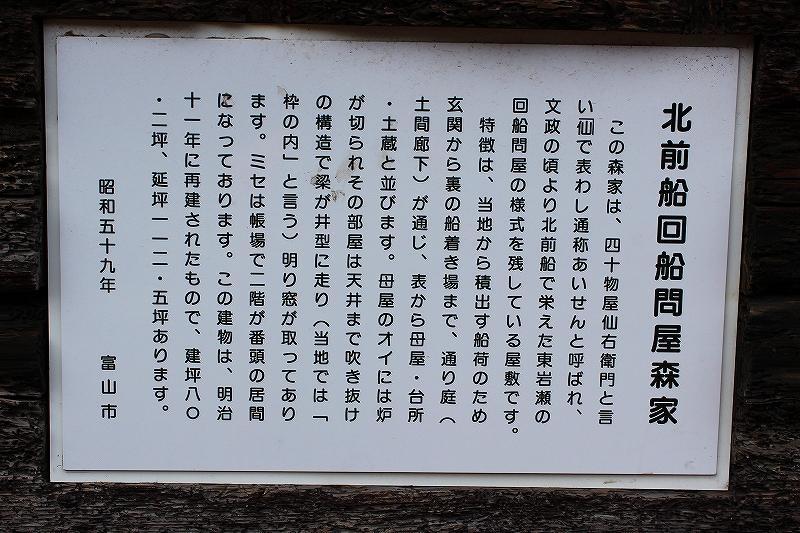 北前船回船問屋森家
この森家は、四十物屋仙右衛門と言
い仙で表わし通称あいせんと呼ばれ、
文政の頃より北前船で栄えた東岩瀬の
回船問屋の様式を残している屋敷です。
特徴は、当地から積出す船荷のため
玄関から裏の船着き場まで、通り庭（
土間廊下）が通じ、表から母屋・台所
・土蔵と並びます。母屋のオイには炉
が切られその部屋は天井まで吹き抜け
の構造で梁が井型に走り（当地では「
枠の内」と言う）明り窓が取ってあり
ます。ミセは帳場で二階が番頭の居間
になっております。この建物は、明治
十一年に再建されたもので、建坪八〇
・二坪、延坪一一二・五坪あります。
昭和五十九年 富山市